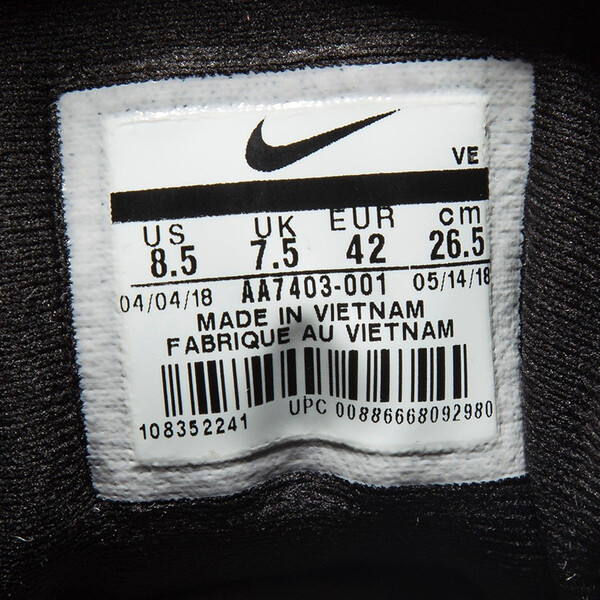 VE
US UK EUR cm
8.5 7.5 42 26.5
04/04/18 AA7403-001 05/14/18
MADE IN VIETNAM
FABRIQUE AU VIETNAM
108352241 UPC 00886668092980